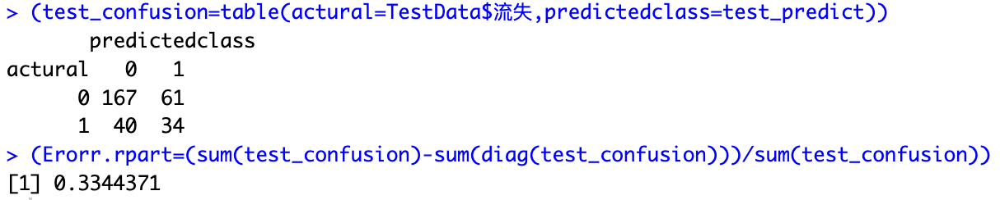 > (test_confusion=table(actural=TestData$流失,predictedclass=test_predict))
predictedclass
actural 0 1
0 167 61
1 40 34
> (Erorr.rpart=(sum(test_confusion)-sum(diag(test_confusion)))/sum(test_confusion))
[1] 0.3344371